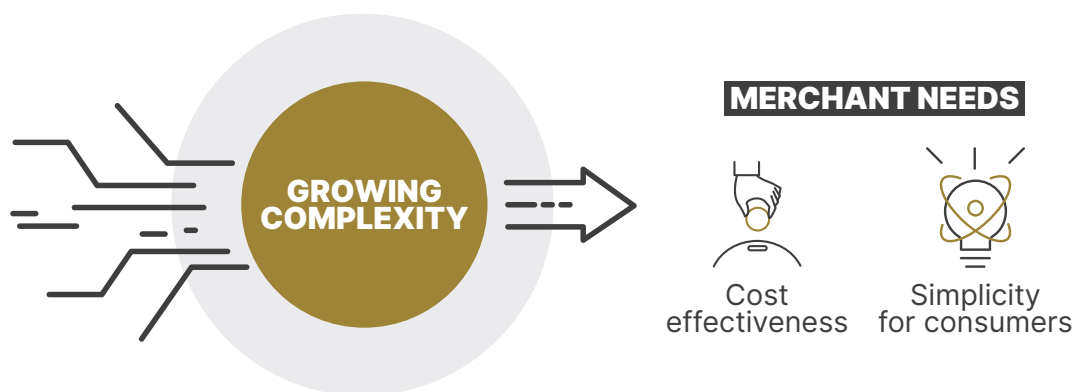 GROWING
COMPLEXITY
MERCHANT NEEDS
Cost
effectiveness
Simplicity
for consumers